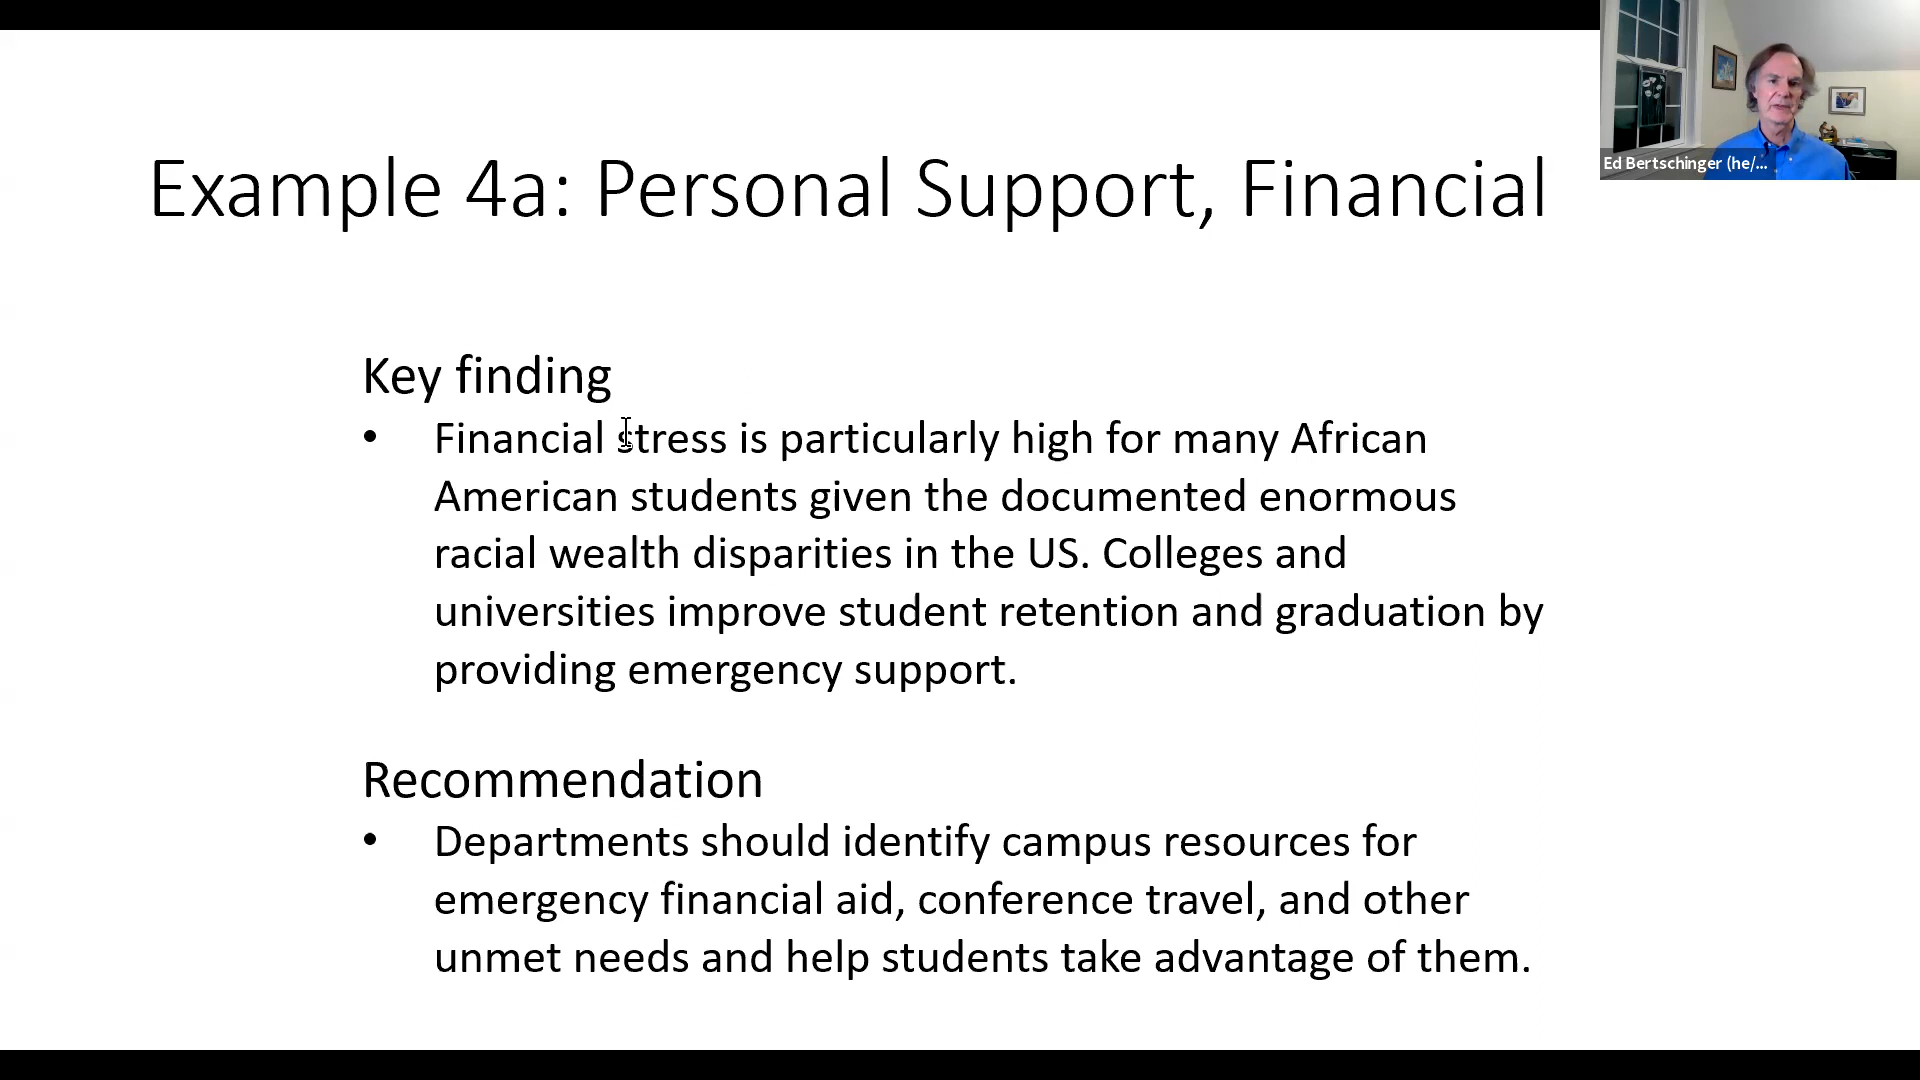 Example 4a: Personal Support, Financial
Ed Bertschinger (he/...
Key finding
• Financial stress is particularly high for many African
American students given the documented enormous
racial wealth disparities in the US. Colleges and
universities improve student retention and graduation by
providing emergency support.
Recommendation
• Departments should identify campus resources for
emergency financial aid, conference travel, and other
unmet needs and help students take advantage of them.